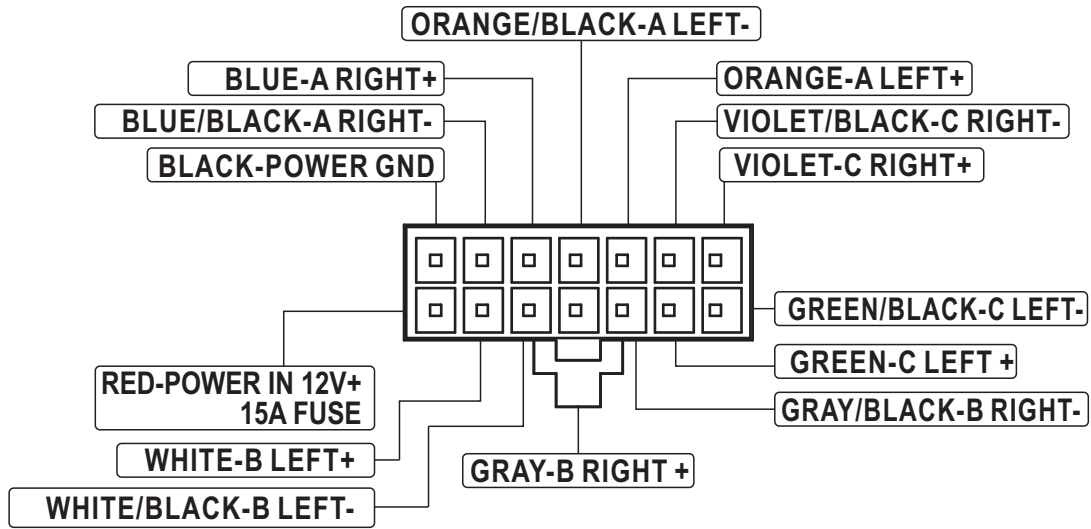 ORANGE/BLACK-A LEFT-
BLUE-A RIGHT+
ORANGE-A LEFT+
BLUE/BLACK-A RIGHT-
VIOLET/BLACK-C RIGHT-
BLACK-POWER GND
VIOLET-C RIGHT+
GREEN/BLACK-C LEFT-
GREEN-C LEFT +
RED-POWER IN 12V+
15A FUSE
GRAY/BLACK-B RIGHT-
WHITE-B LEFT+
GRAY-B RIGHT +
WHITE/BLACK-B LEFT-